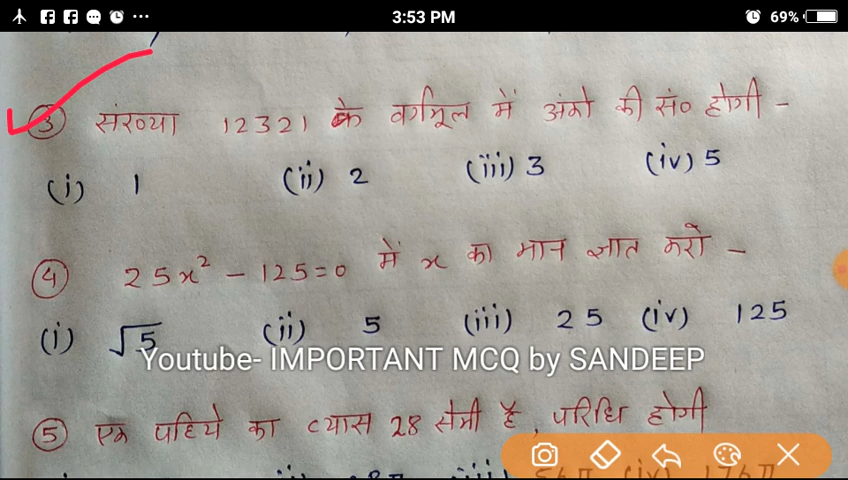 3:53 PM
69%
③ संख्या 12321 के वर्गमूल में अंको की सं० होगी -
(i) 1 (ii) 2 (iii) 3 (iv) 5
④ 25x² - 125=0 में x का मान ज्ञात करो -
(i) √5 (ii) 5 (iii) 25 (iv) 125
Youtube- IMPORTANT MCQ by SANDEEP
⑤ एक पहिये का व्यास 28 सेमी है, परिधि होगी